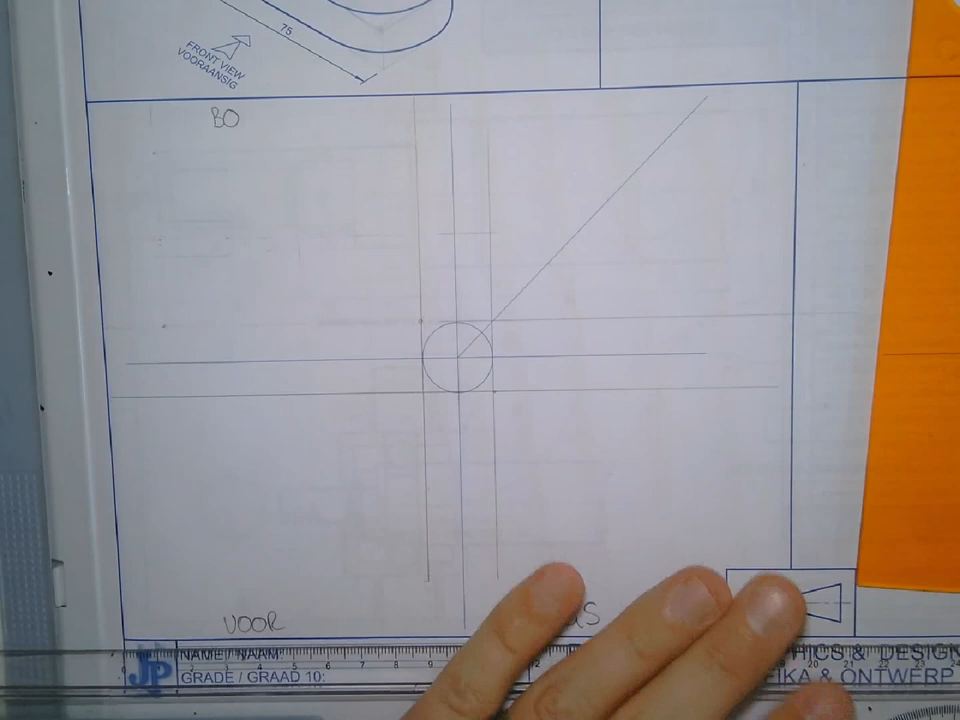 75
FRONT VIEW
VOORAANSIG
BO
VOOR
NAME / NAAM:
GRADE / GRAAD 10:
HICS & DESIGN
FIKA & ONTWERP